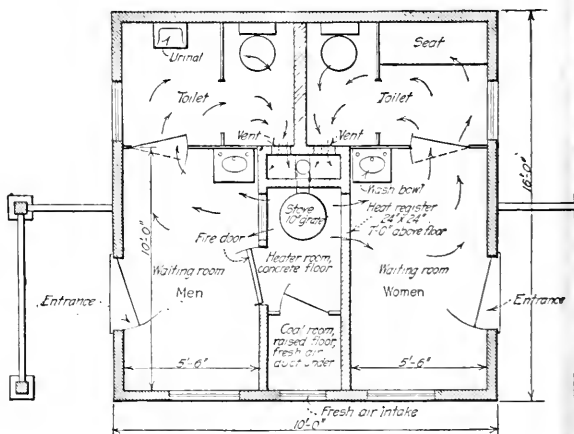 Urinal
Seat
Toilet
Toilet
Vent
Vent
Wash bowl
Stove
10" grate
Heat register
24" x 24"
1'-0" above floor
16'-0"
10'-0"
Fire door
Heater room,
concrete floor
Waiting room
Men
Waiting room
Women
Entrance
Entrance
Coal room,
raised floor,
fresh air
duct under
5'-6"
5'-6"
Fresh air intake
10'-0"